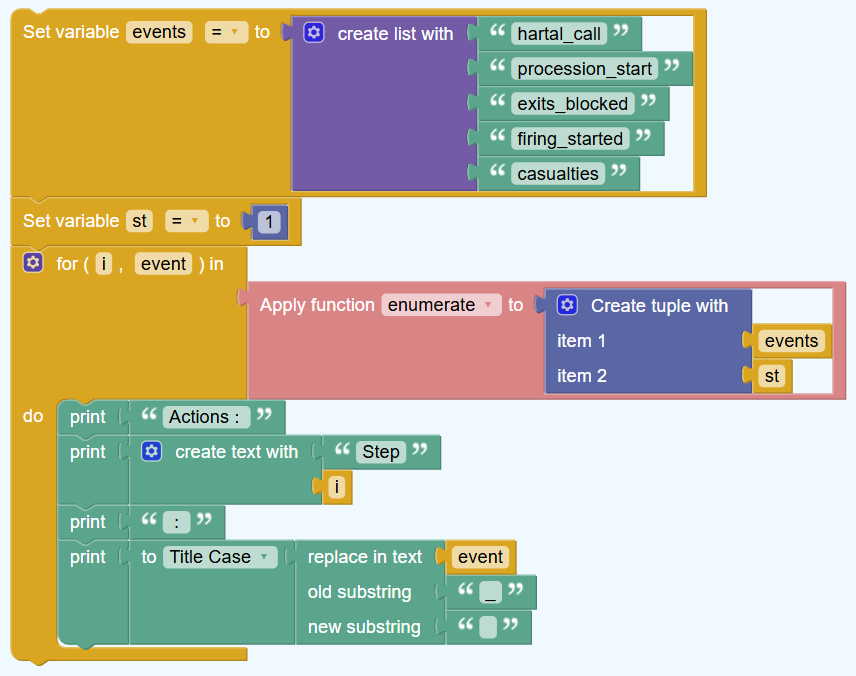 Set variable events = to create list with “ hartal_call ”
“ procession_start ”
“ exits_blocked ”
“ firing_started ”
“ casualties ”
Set variable st = to 1
for ( i , event ) in
Apply function enumerate to Create tuple with
item 1 events
item 2 st
do print “ Actions : ”
print create text with “ Step ”
i
print “ : ”
print to Title Case replace in text event
old substring “ _ ”
new substring “ ”